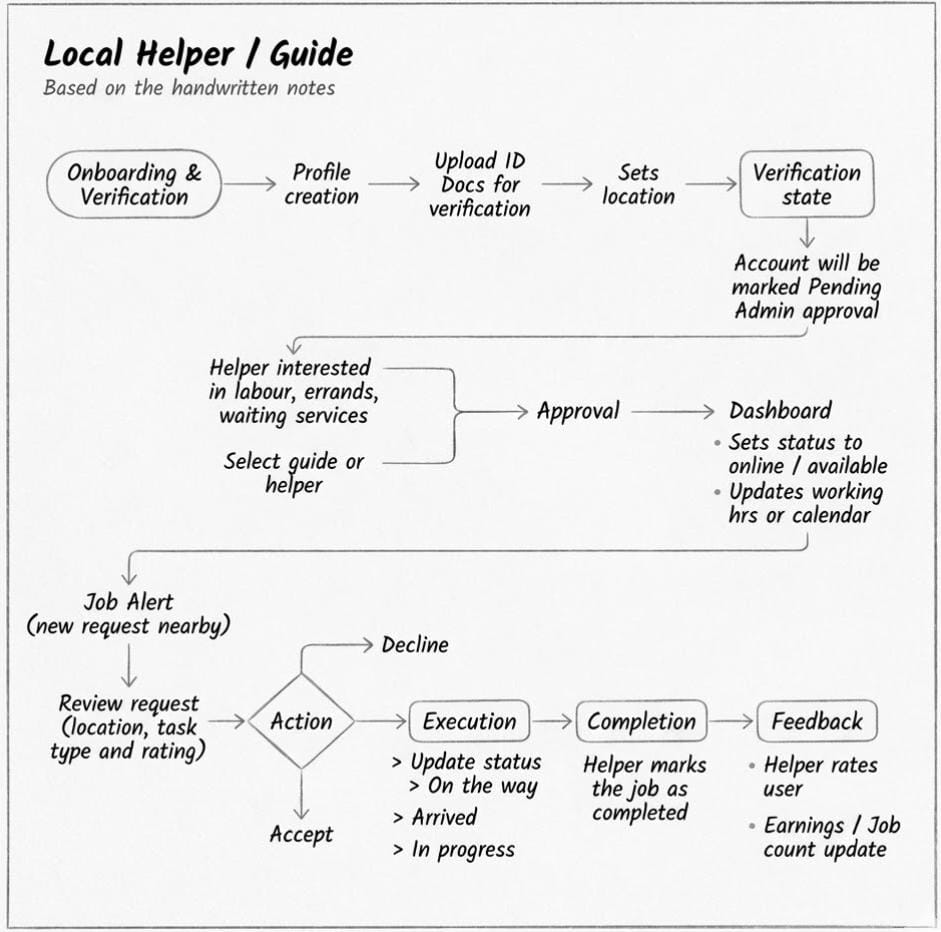 Local Helper / Guide
Based on the handwritten notes
Onboarding &
Verification
Profile
creation
Upload ID
Docs for
verification
Sets
location
Verification
state
Account will be
marked Pending
Admin approval
Helper interested
in labour, errands,
waiting services
Select guide or
helper
Approval
Dashboard
• Sets status to
online / available
• Updates working
hrs or calendar
Job Alert
(new request nearby)
Review request
(location, task
type and rating)
Action
Decline
Accept
Execution
> Update status
> On the way
> Arrived
> In progress
Completion
Helper marks
the job as
completed
Feedback
• Helper rates
user
• Earnings / Job
count update